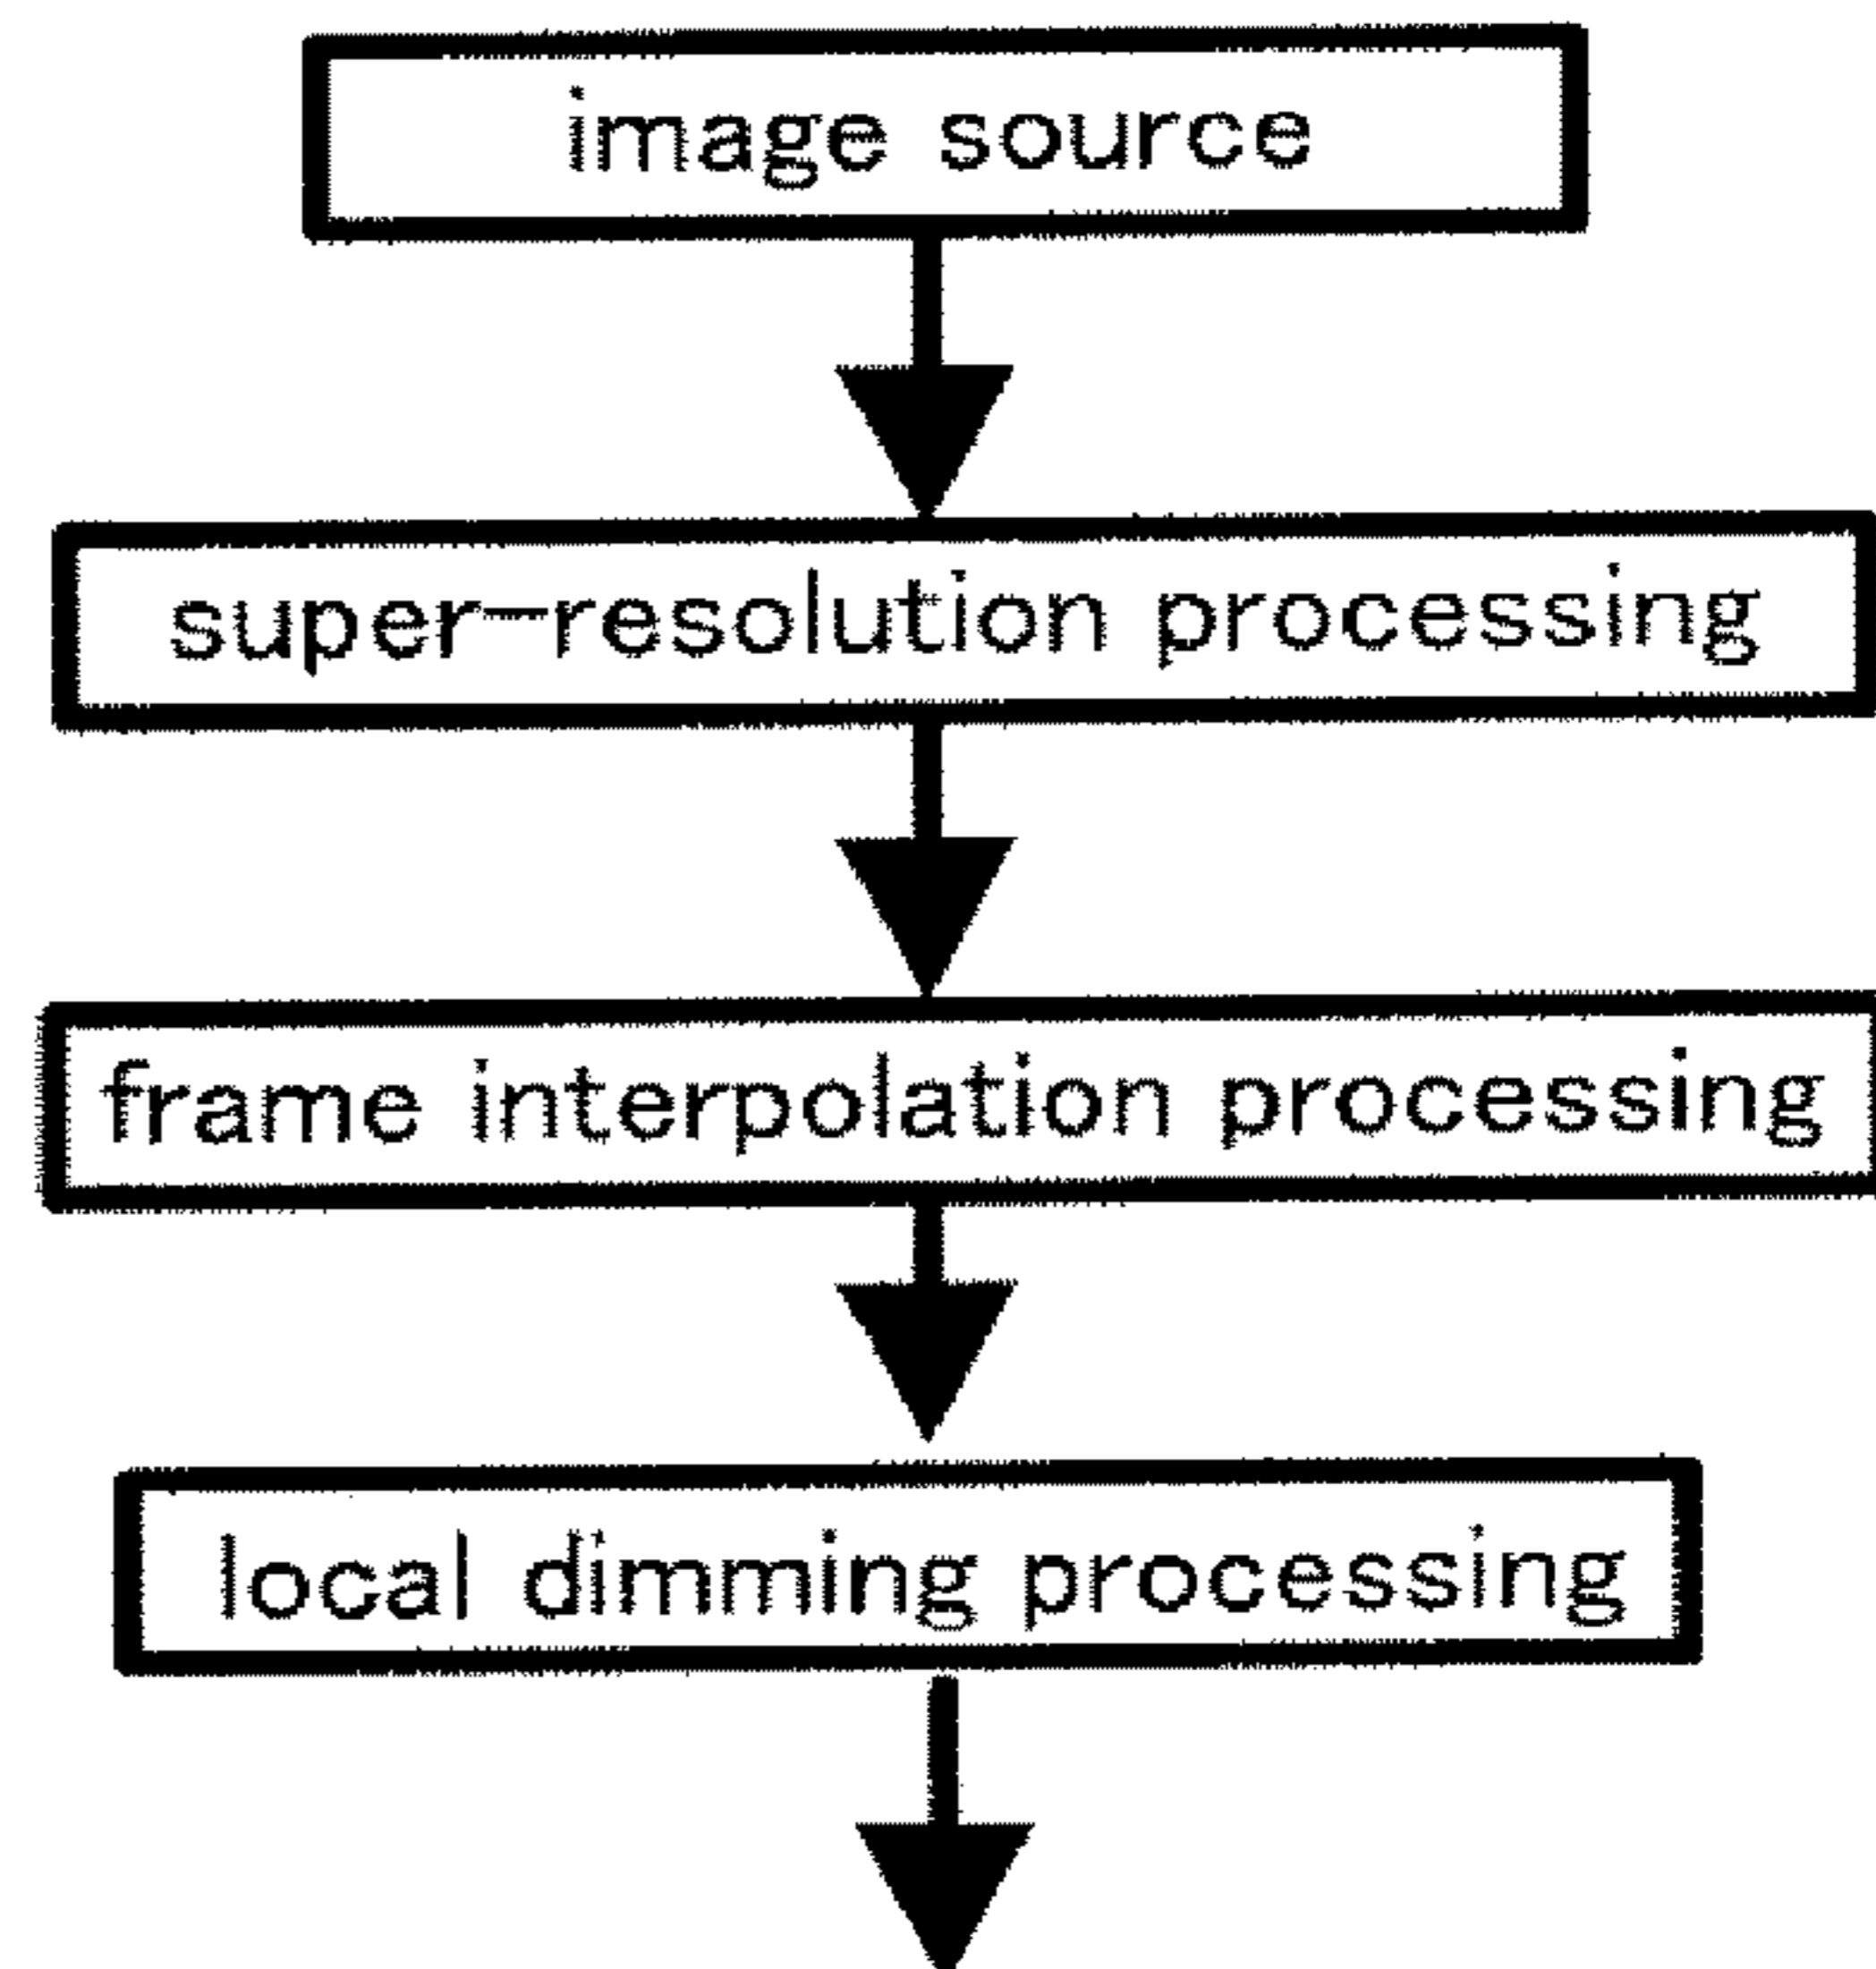 image source
super-resolution processing
frame interpolation processing
local dimming processing